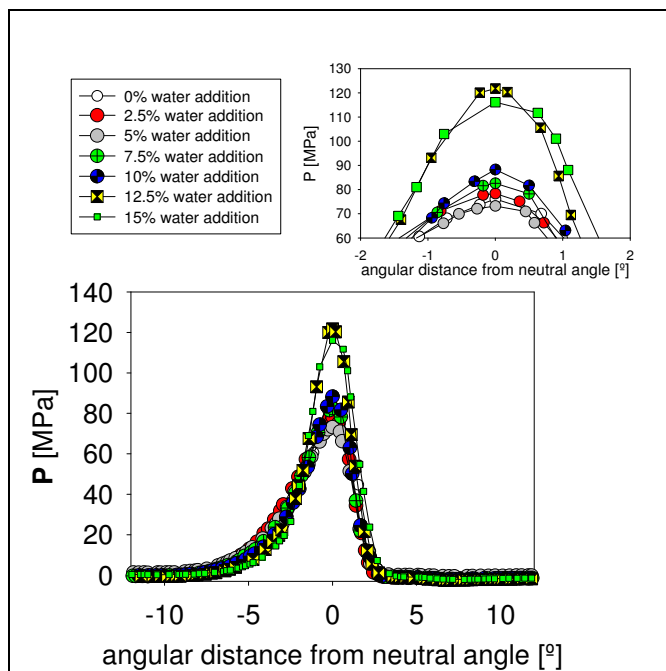 0% water addition
2.5% water addition
5% water addition
7.5% water addition
10% water addition
12.5% water addition
15% water addition
130
120
110
100
90
80
70
60
P [MPa]
-2 -1 0 1 2
angular distance from neutral angle [º]
140
120
100
80
60
40
20
0
P [MPa]
-10 -5 0 5 10
angular distance from neutral angle [º]